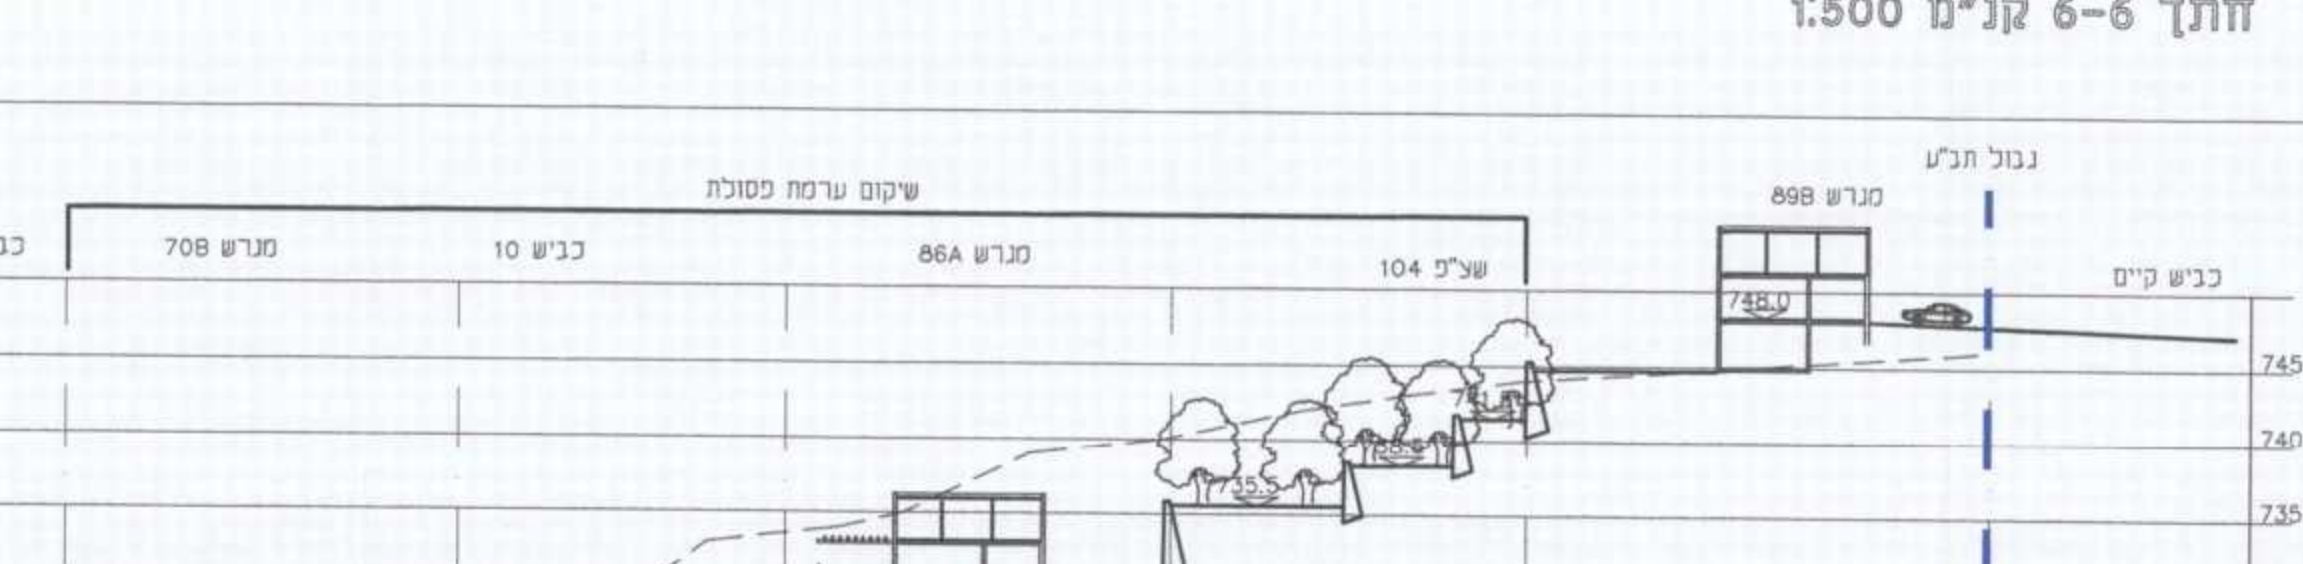 חתך 6-6 קנ"מ 1:500
גבול תב"ע
מגרש 89B
שיקום ערמת פסולת
כביש קיים
שצ"פ 104
מגרש 86A
כביש 10
מגרש 70B
748.0
745
740
735.5
735